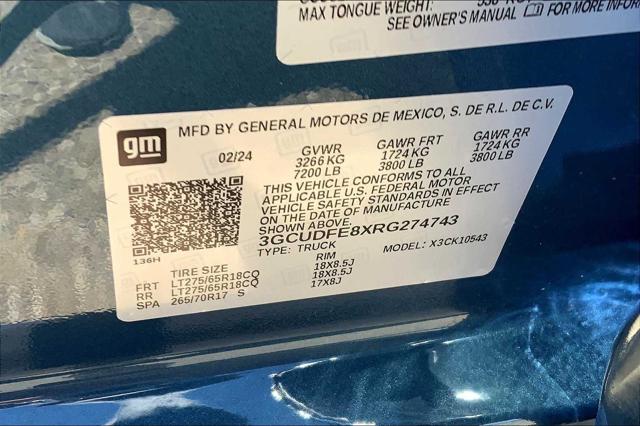 MAX TONGUE WEIGHT:
SEE OWNER'S MANUAL FOR MORE INFOR
gm
MFD BY GENERAL MOTORS DE MEXICO, S. DE R.L. DE C.V.
02/24 GVWR GAWR FRT GAWR RR
3266 KG 1724 KG 1724 KG
7200 LB 3800 LB 3800 LB
THIS VEHICLE CONFORMS TO ALL
APPLICABLE U.S. FEDERAL MOTOR
VEHICLE SAFETY STANDARDS IN EFFECT
ON THE DATE OF MANUFACTURE
SHOWN ABOVE.
3GCUDFE8XRG274743
TYPE: TRUCK MODEL: X3CK10543
136H
TIRE SIZE RIM
FRT LT275/65R18CQ 18X8.5J
RR LT275/65R18CQ 18X8.5J
SPA 265/70R17 S 17X8J